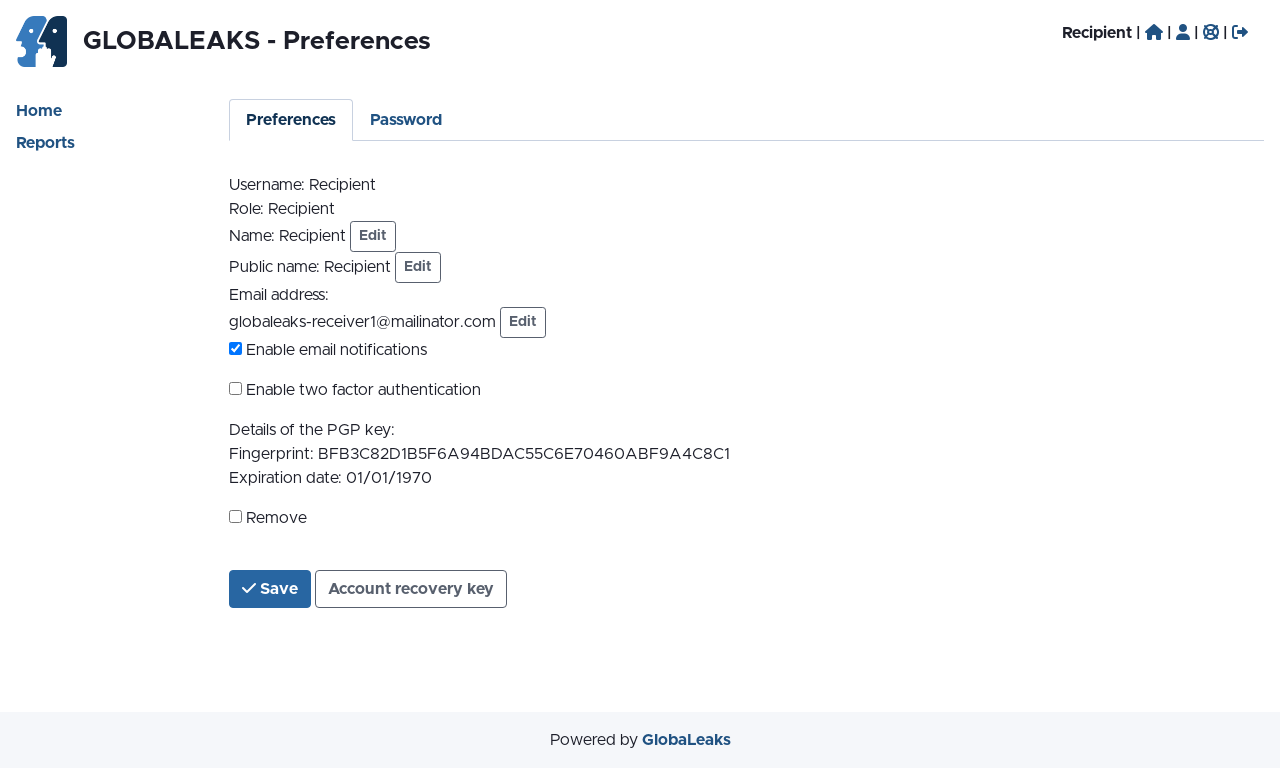 GLOBALEAKS - Preferences
Recipient | | | |
Home
Reports
Preferences Password
Username: Recipient
Role: Recipient
Name: Recipient Edit
Public name: Recipient Edit
Email address:
globaleaks-receiver1@mailinator.com Edit
Enable email notifications
Enable two factor authentication
Details of the PGP key:
Fingerprint: BFB3C82D1B5F6A94BDAC55C6E70460ABF9A4C8C1
Expiration date: 01/01/1970
Remove
Save Account recovery key
Powered by GlobaLeaks